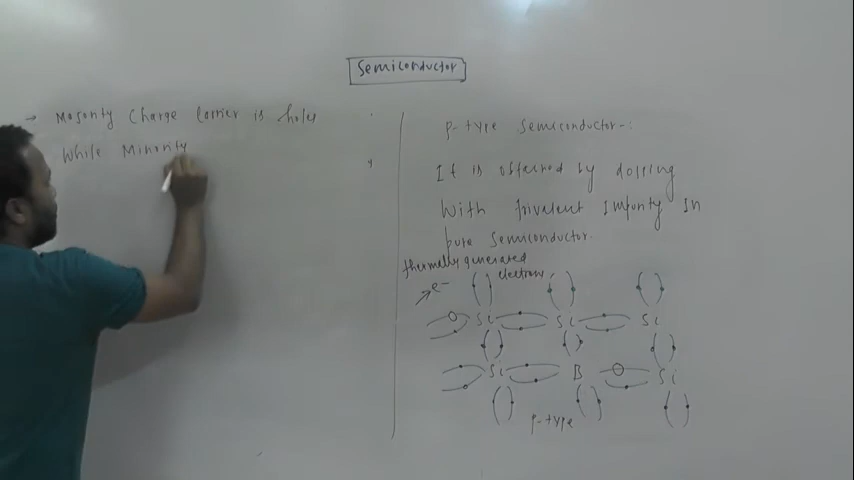 Semiconductor
→ Majority Charge Carrier is holes
While Minority
P-type Semiconductor-:
It is obtained by dopping
With trivalent Impurity In
pure Semiconductor.
thermally generated
electron
e-
Si Si Si
Si B Si
P-type